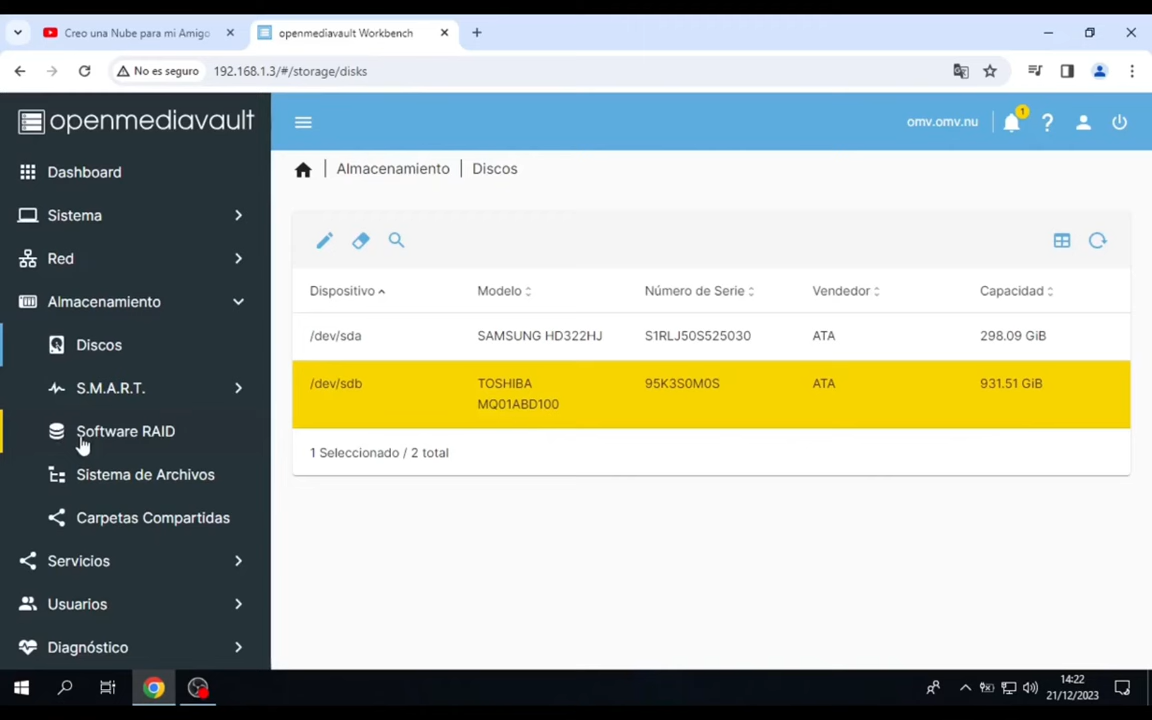 Creo una Nube para mi Amigo
openmediavault Workbench
No es seguro
192.168.1.3/#/storage/disks
openmediavault
omv.omv.nu
1
Dashboard
Sistema
Red
Almacenamiento
Discos
S.M.A.R.T.
Software RAID
Sistema de Archivos
Carpetas Compartidas
Servicios
Usuarios
Diagnóstico
Almacenamiento | Discos
Dispositivo Modelo Número de Serie Vendedor Capacidad
/dev/sda SAMSUNG HD322HJ S1RLJ50S525030 ATA 298.09 GiB
/dev/sdb TOSHIBA 95K3S0M0S ATA 931.51 GiB
MQ01ABD100
1 Seleccionado / 2 total
14:22
21/12/2023